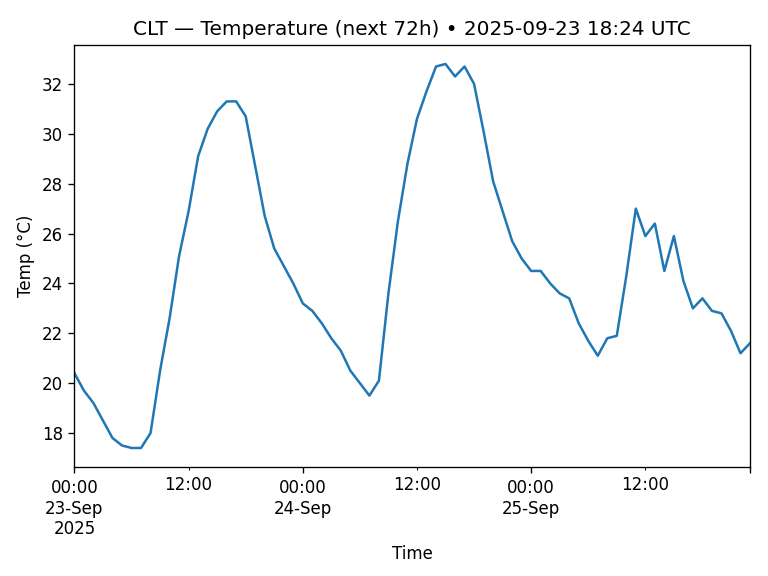 CLT — Temperature (next 72h) • 2025-09-23 18:24 UTC
Temp (°C)
32
30
28
26
24
22
20
18
00:00 12:00 00:00 12:00 00:00 12:00
23-Sep 24-Sep 25-Sep
2025
Time